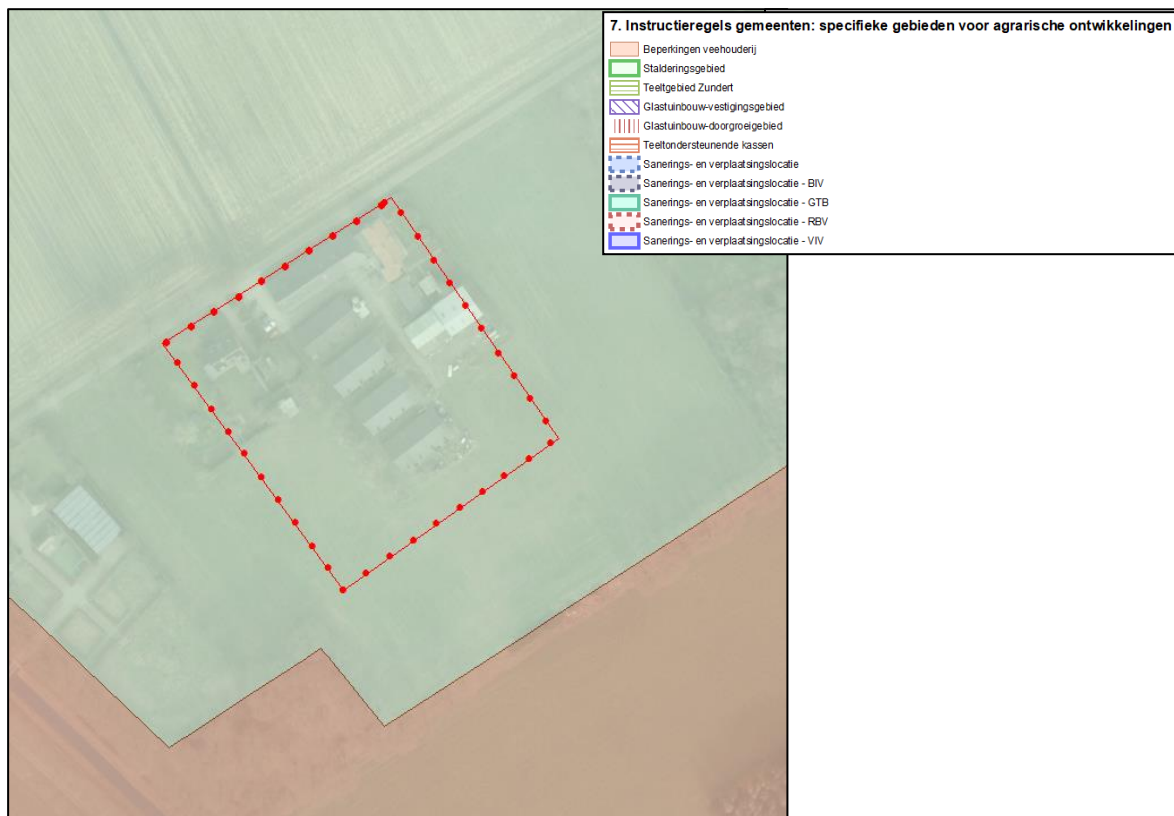 7. Instructieregels gemeenten: specifieke gebieden voor agrarische ontwikkelingen
Beperkingen veehouderij
Stalderingsgebied
Teeltgebied Zundert
Glastuinbouw-vestigingsgebied
Glastuinbouw-doorgroeigebied
Teeltondersteunende kassen
Sanerings- en verplaatsingslocatie
Sanerings- en verplaatsingslocatie - BIV
Sanerings- en verplaatsingslocatie - GTB
Sanerings- en verplaatsingslocatie - RBV
Sanerings- en verplaatsingslocatie - VIV